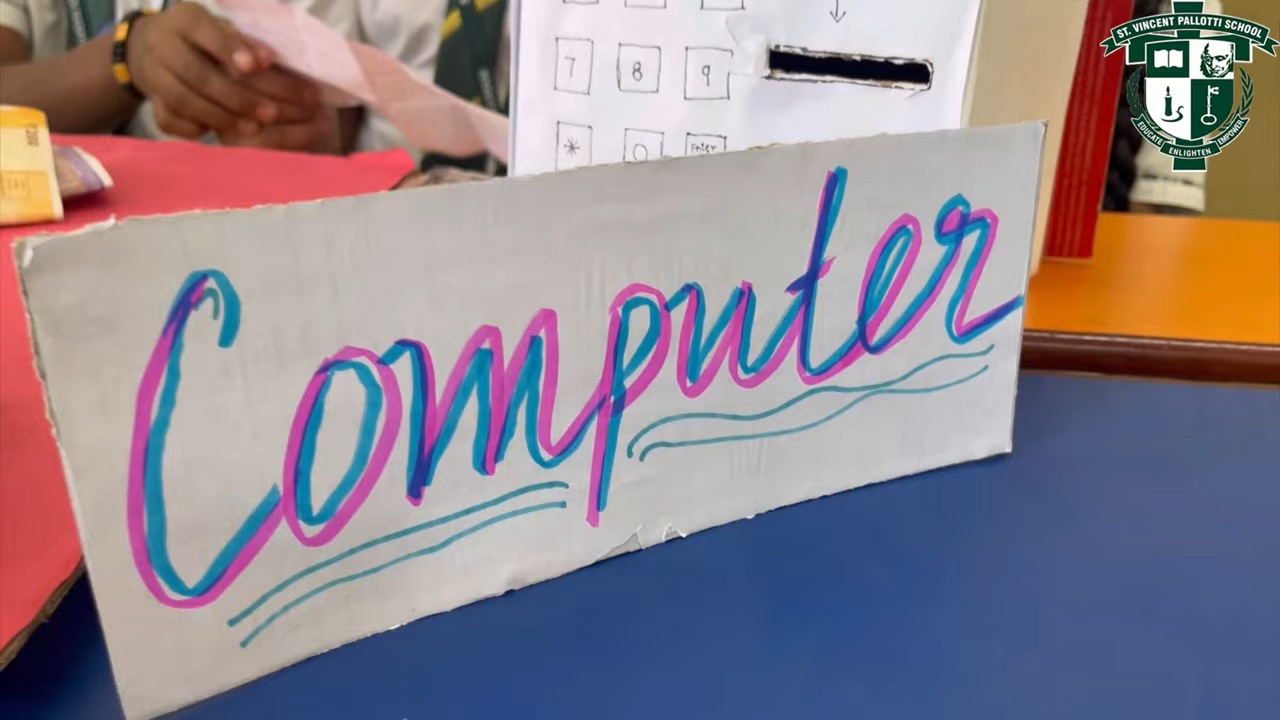 7 8 9
* 0 Enter
Computer
ST. VINCENT PALLOTTI SCHOOL
EDUCATE ENLIGHTEN EMPOWER